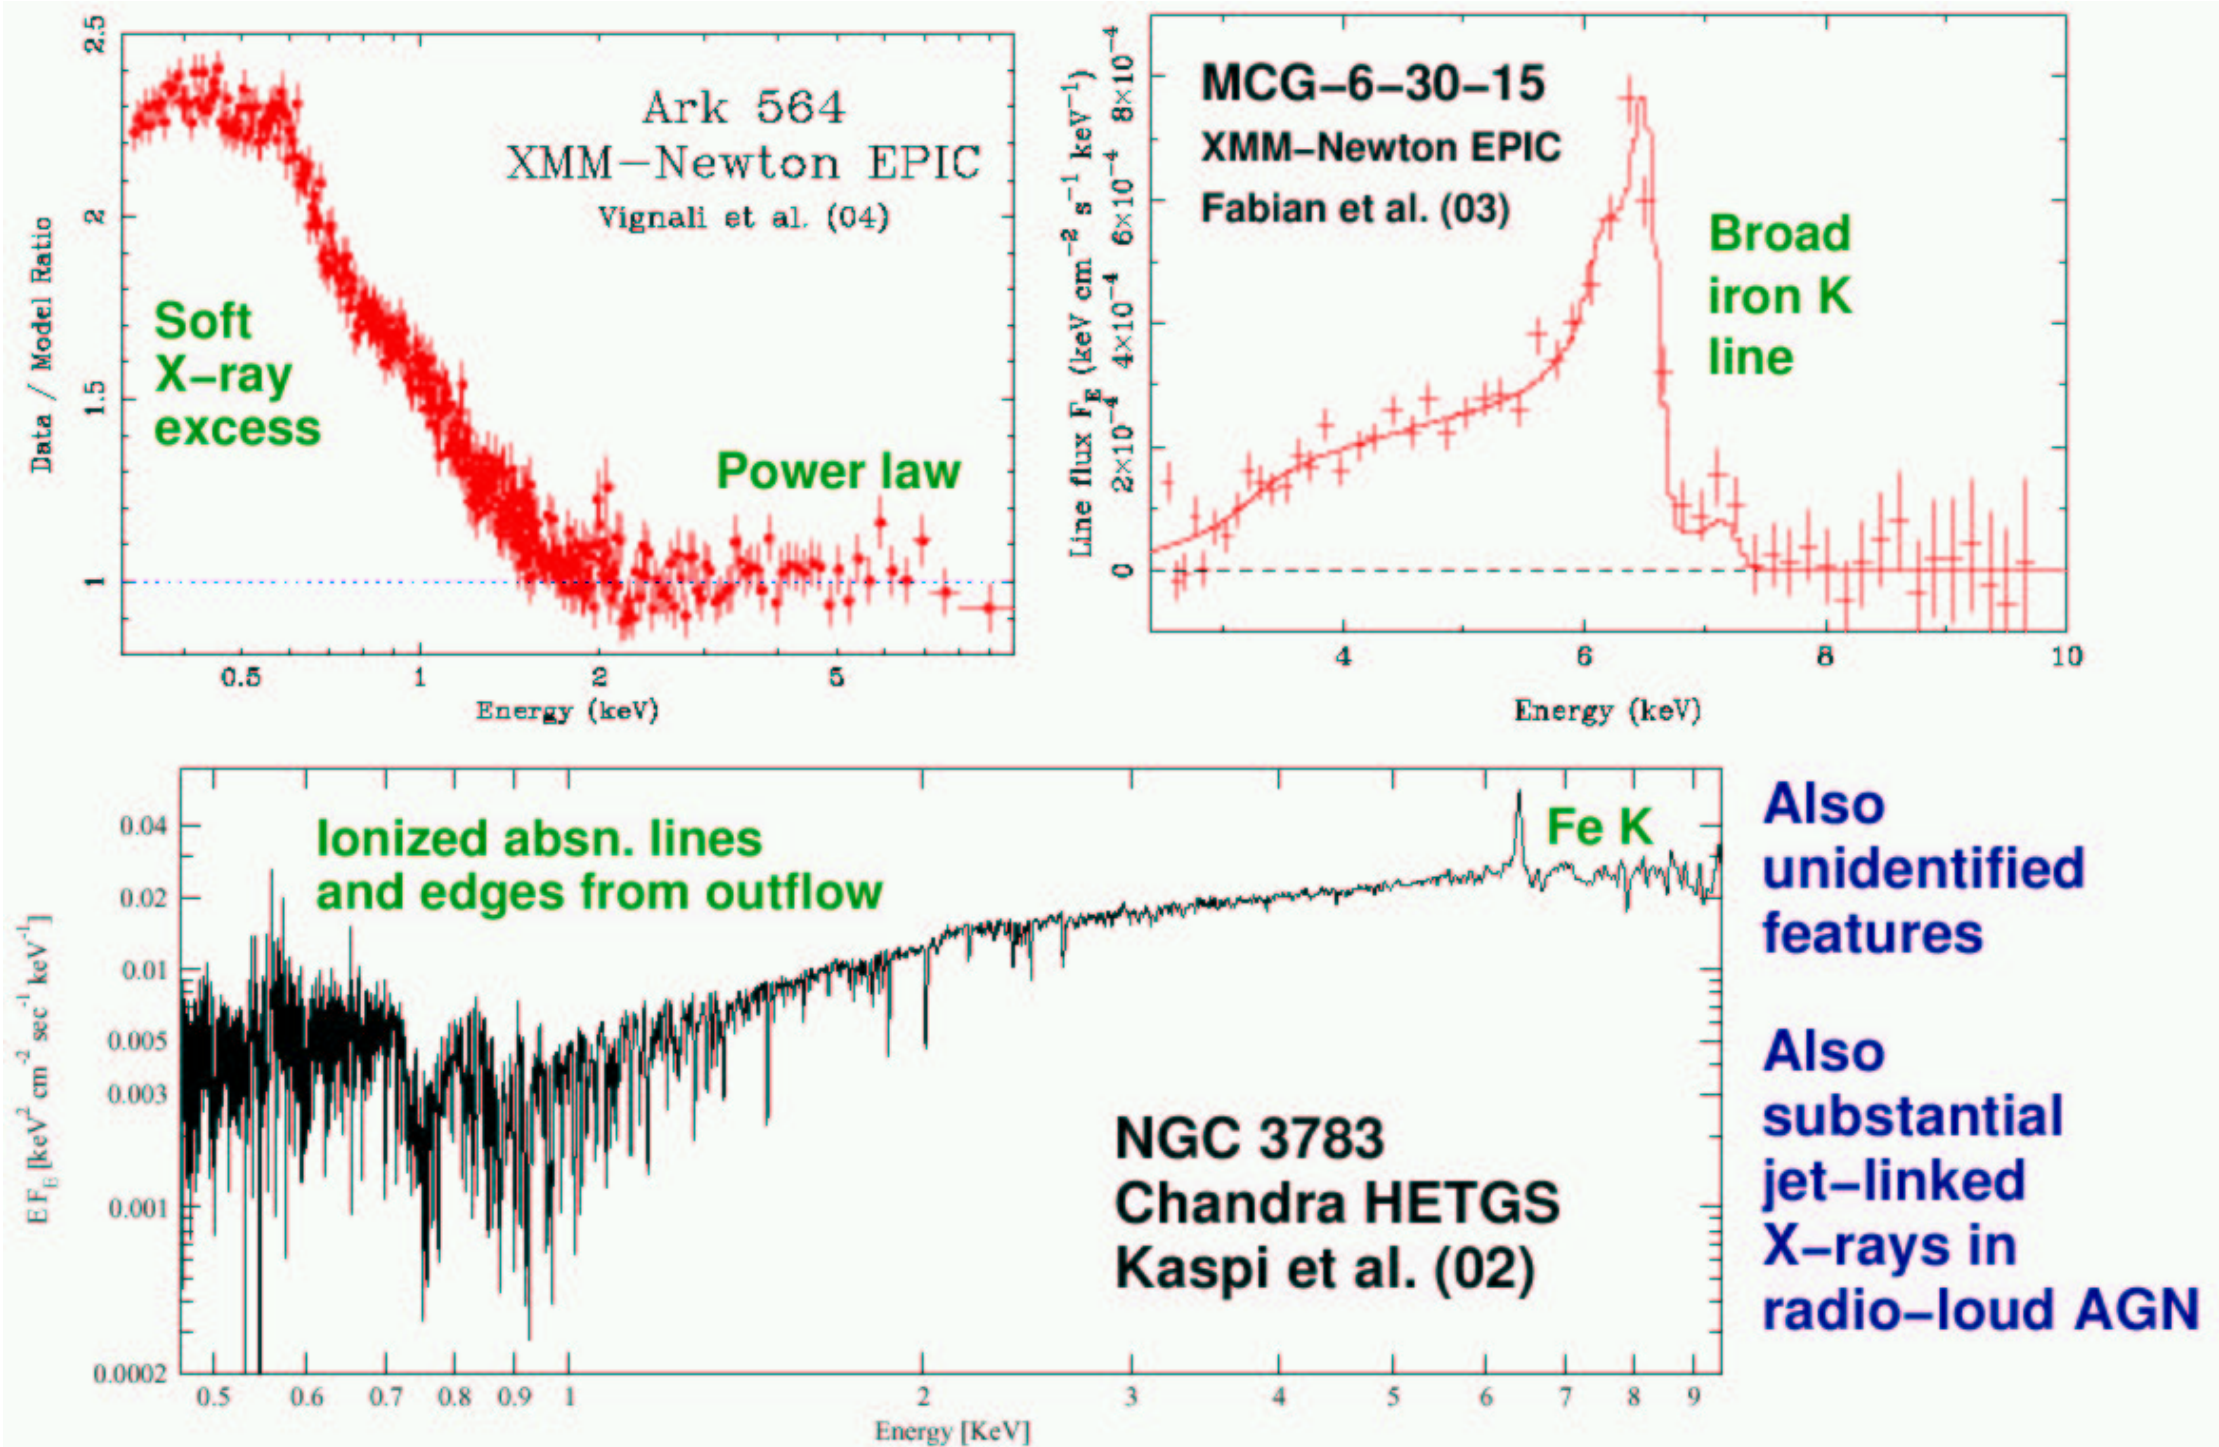 2.5
2
1.5
1
Data / Model Ratio
Ark 564
XMM−Newton EPIC
Vignali et al. (04)
Soft
X−ray
excess
Power law
0.5 1 2 5
Energy (keV)
8×10⁻⁴
6×10⁻⁴
4×10⁻⁴
2×10⁻⁴
0
Line flux F_E (keV cm⁻² s⁻¹ keV⁻¹)
MCG−6−30−15
XMM−Newton EPIC
Fabian et al. (03)
Broad
iron K
line
4 6 8 10
Energy (keV)
0.04
0.02
0.01
0.005
0.003
0.001
0.0002
E F_E [keV² cm⁻² sec⁻¹ keV⁻¹]
Ionized absn. lines
and edges from outflow
Fe K
NGC 3783
Chandra HETGS
Kaspi et al. (02)
0.5 0.6 0.7 0.8 0.9 1 2 3 4 5 6 7 8 9
Energy [KeV]
Also
unidentified
features
Also
substantial
jet−linked
X−rays in
radio−loud AGN